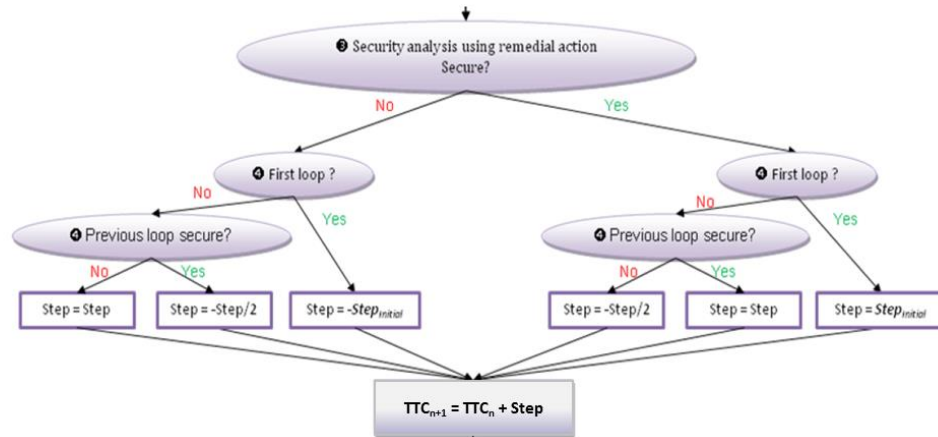 ❸ Security analysis using remedial action
Secure?
No
Yes
❹ First loop ?
❹ First loop ?
No
Yes
No
Yes
❹ Previous loop secure?
❹ Previous loop secure?
No
Yes
No
Yes
Step = Step
Step = -Step/2
Step = -Step_initial
Step = -Step/2
Step = Step
Step = Step_initial
TTC_n+1 = TTC_n + Step